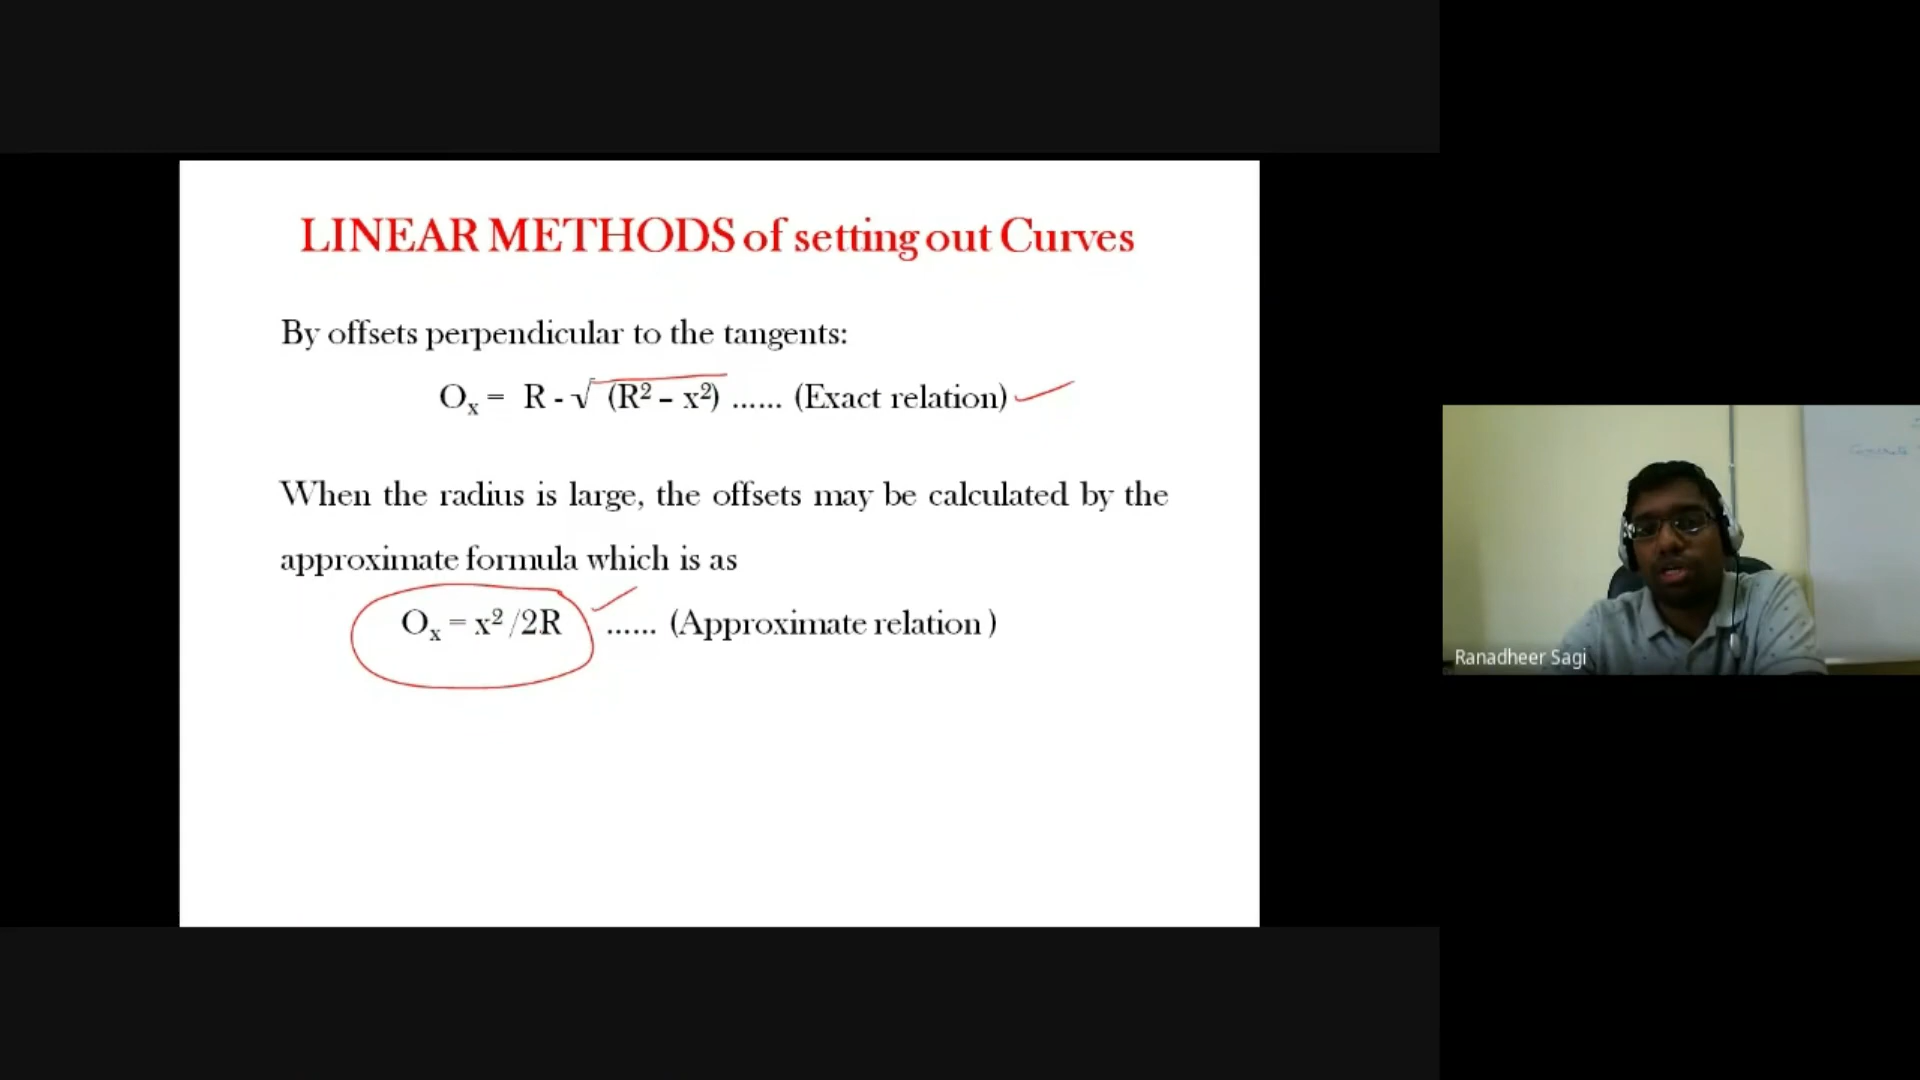 LINEAR METHODS of setting out Curves
By offsets perpendicular to the tangents:
Oₓ = R - √ (R² – x²) ...... (Exact relation)
When the radius is large, the offsets may be calculated by the
approximate formula which is as
Oₓ = x² /2R ...... (Approximate relation )
Ranadheer Sagi